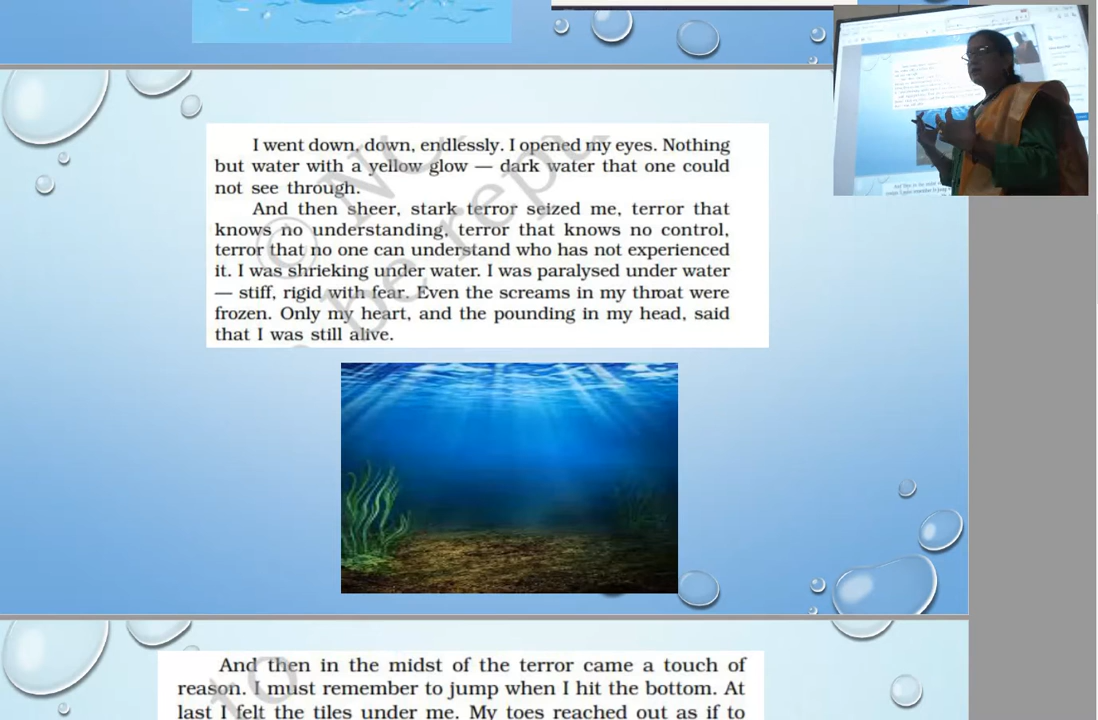 I went down, down, endlessly. I opened my eyes. Nothing
but water with a yellow glow — dark water that one could
not see through.
And then sheer, stark terror seized me, terror that
knows no understanding, terror that knows no control,
terror that no one can understand who has not experienced
it. I was shrieking under water. I was paralysed under water
— stiff, rigid with fear. Even the screams in my throat were
frozen. Only my heart, and the pounding in my head, said
that I was still alive.
© NC
be repu
And then in the midst of the terror came a touch of
reason. I must remember to jump when I hit the bottom. At
last I felt the tiles under me. My toes reached out as if to
to